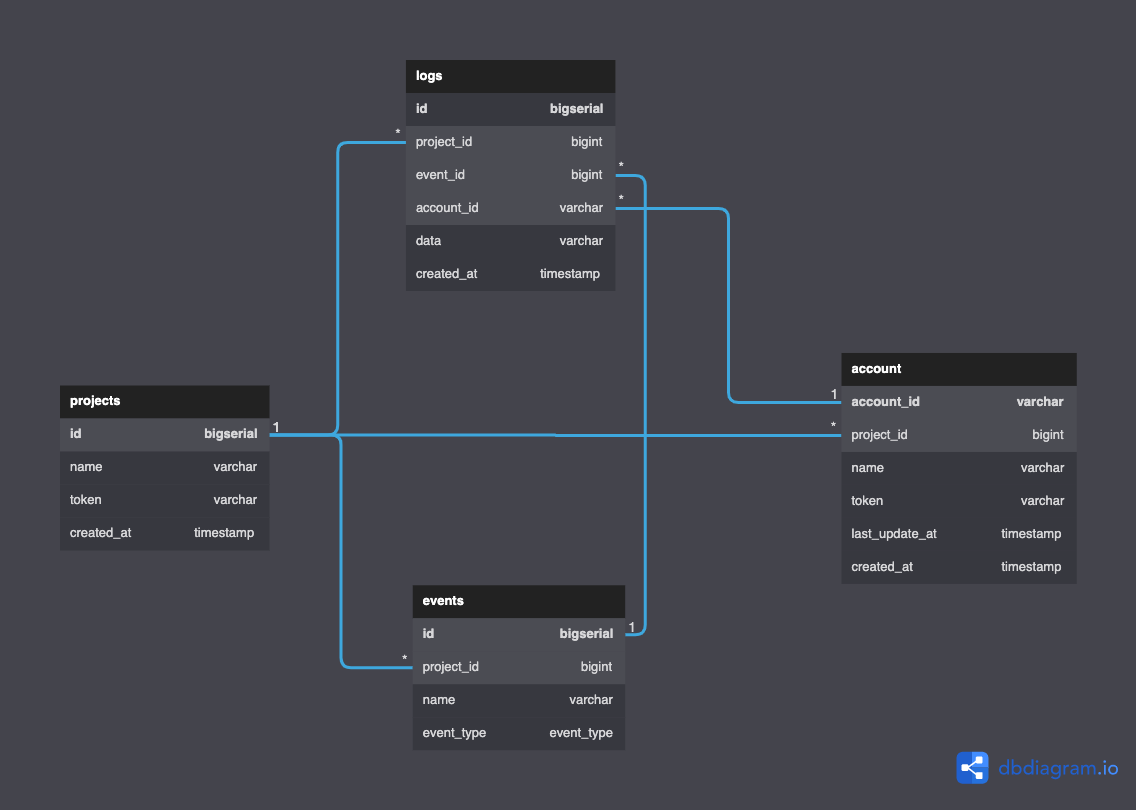 logs
id bigserial
* project_id bigint
event_id bigint *
account_id varchar *
data varchar
created_at timestamp
account
1 account_id varchar
* project_id bigint
name varchar
token varchar
last_update_at timestamp
created_at timestamp
projects
id bigserial 1
name varchar
token varchar
created_at timestamp
events
id bigserial 1
* project_id bigint
name varchar
event_type event_type
dbdiagram.io